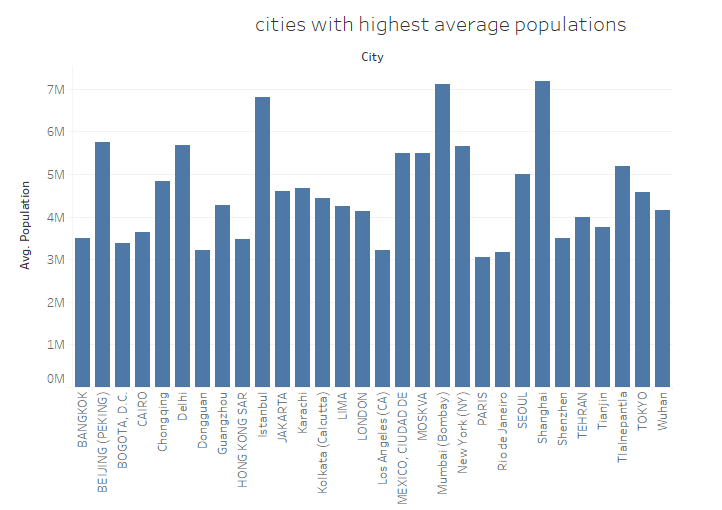 cities with highest average populations
City
Avg. Population
7M
6M
5M
4M
3M
2M
1M
0M
BANGKOK
BEIJING (PEKING)
BOGOTA, D.C.
CAIRO
Chongqing
Delhi
Dongguan
Guangzhou
HONG KONG SAR
Istanbul
JAKARTA
Karachi
Kolkata (Calcutta)
LIMA
LONDON
Los Angeles (CA)
MEXICO, CIUDAD DE
MOSKVA
Mumbai (Bombay)
New York (NY)
PARIS
Rio de Janeiro
SEOUL
Shanghai
Shenzhen
TEHRAN
Tianjin
Tlalnepantla
TOKYO
Wuhan